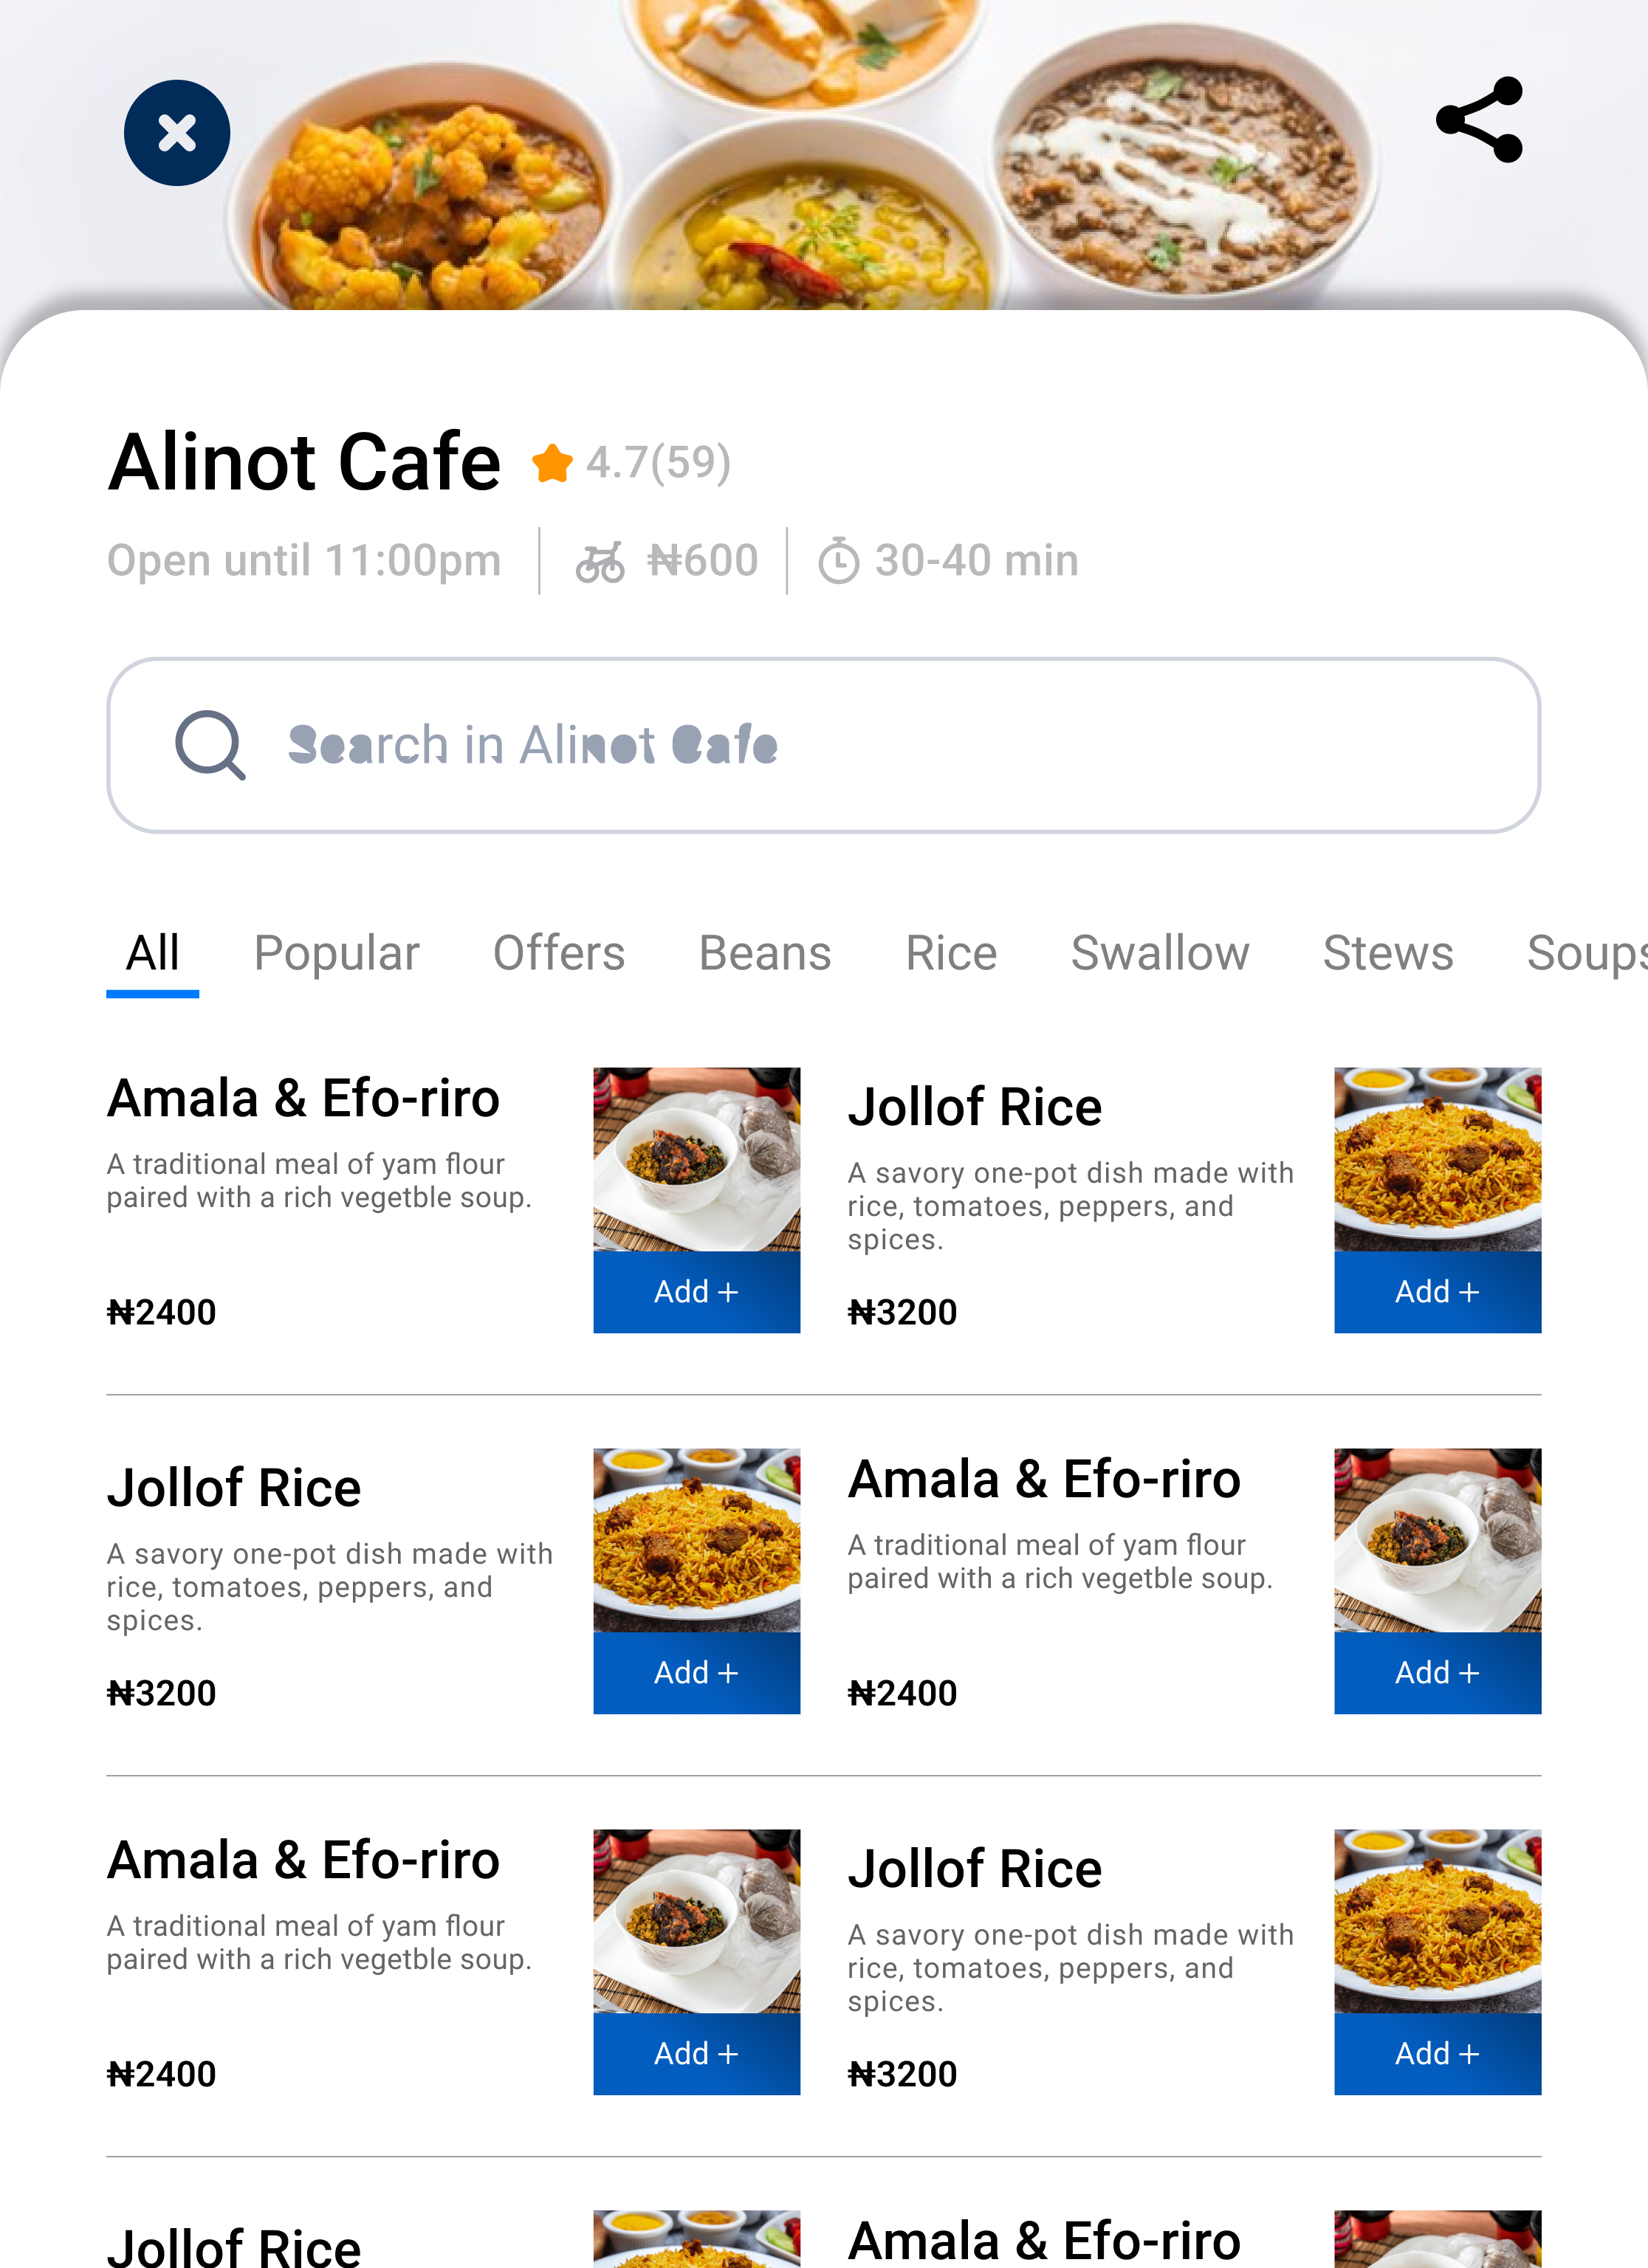 Alinot Cafe 4.7(59)
Open until 11:00pm ₦600 30-40 min
Search in Alinot Cafe
All Popular Offers Beans Rice Swallow Stews Soups
Amala & Efo-riro
A traditional meal of yam flour
paired with a rich vegetble soup.
₦2400
Add +
Jollof Rice
A savory one-pot dish made with
rice, tomatoes, peppers, and
spices.
₦3200
Add +
Jollof Rice
A savory one-pot dish made with
rice, tomatoes, peppers, and
spices.
₦3200
Add +
Amala & Efo-riro
A traditional meal of yam flour
paired with a rich vegetble soup.
₦2400
Add +
Amala & Efo-riro
A traditional meal of yam flour
paired with a rich vegetble soup.
₦2400
Add +
Jollof Rice
A savory one-pot dish made with
rice, tomatoes, peppers, and
spices.
₦3200
Add +
Jollof Rice
Amala & Efo-riro